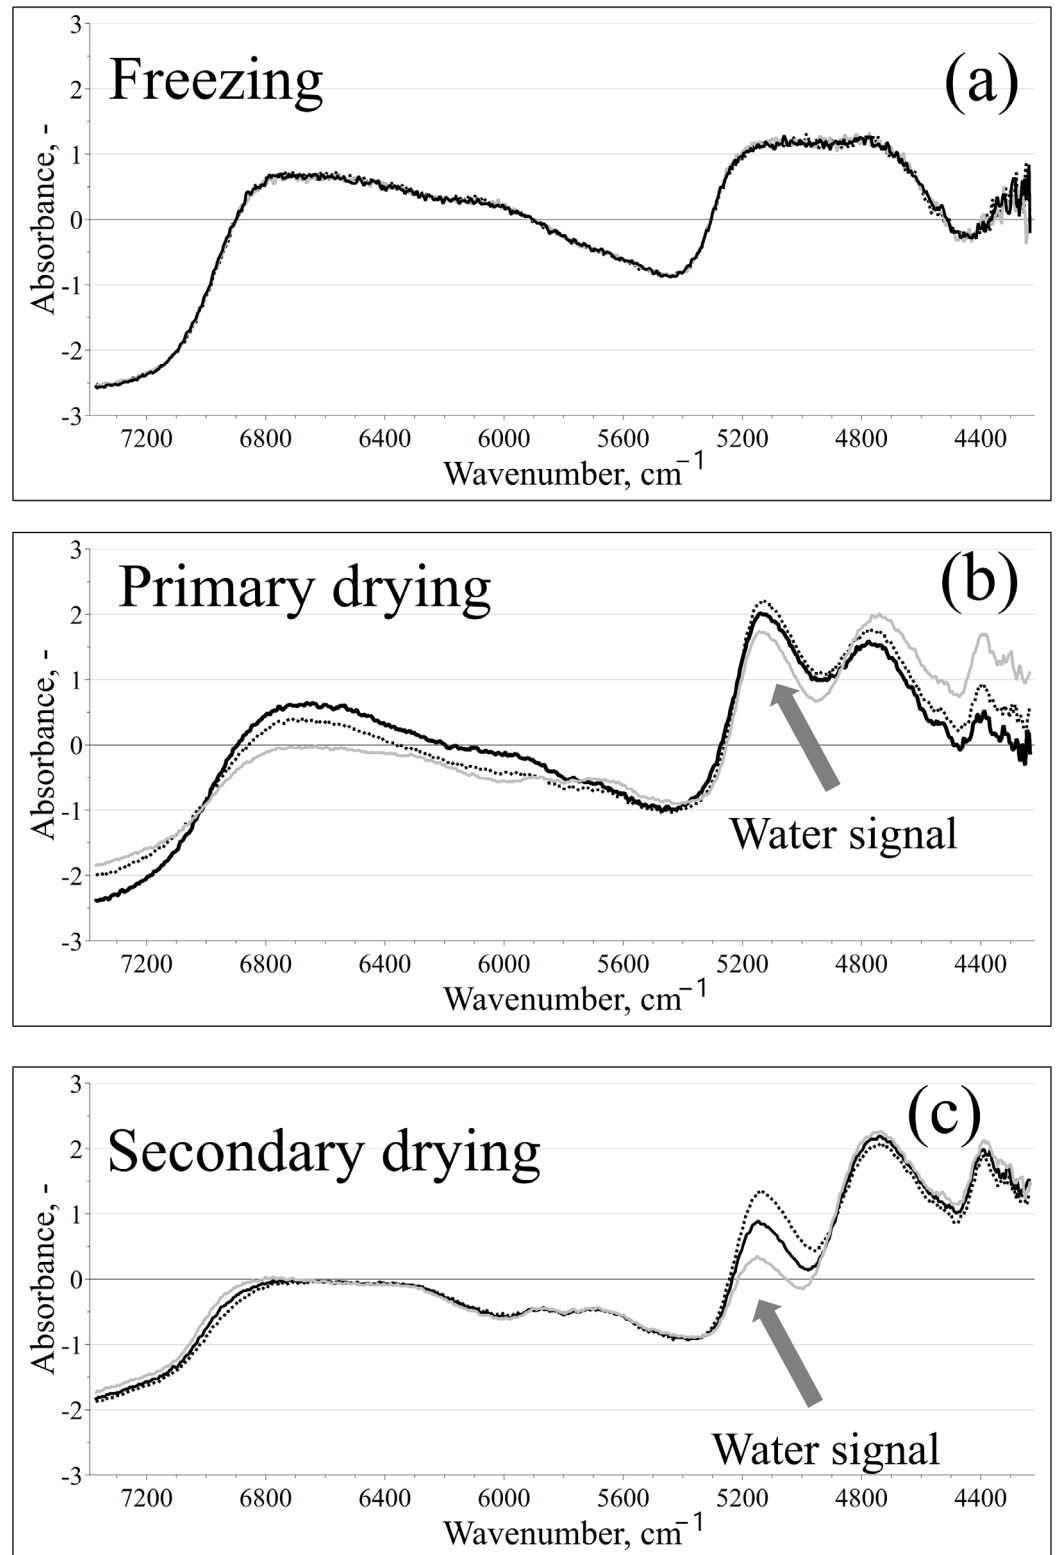 Freezing
(a)
3
2
1
0
-1
-2
-3
Absorbance, -
7200 6800 6400 6000 5600 5200 4800 4400
Wavenumber, cm⁻¹
Primary drying
(b)
3
2
1
0
-1
-2
-3
Absorbance, -
Water signal
7200 6800 6400 6000 5600 5200 4800 4400
Wavenumber, cm⁻¹
Secondary drying
(c)
3
2
1
0
-1
-2
-3
Absorbance, -
Water signal
7200 6800 6400 6000 5600 5200 4800 4400
Wavenumber, cm⁻¹